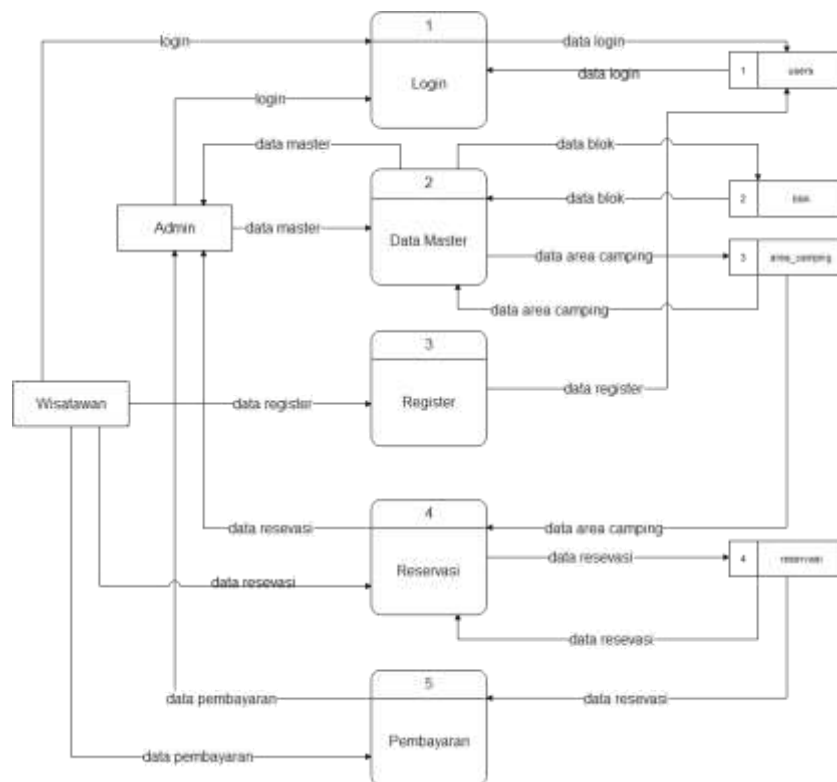 1
login
data login
1
users
data login
Login
login
data master
data blok
2
data blok
2
Admin
data master
Data Master
data area camping
3
area_camping
data area camping
3
Wisatawan
data register
Register
data register
4
data resevasi
data area camping
data resevasi
4
reservasi
Reservasi
data resevasi
data resevasi
5
data pembayaran
data resevasi
Pembayaran
data pembayaran